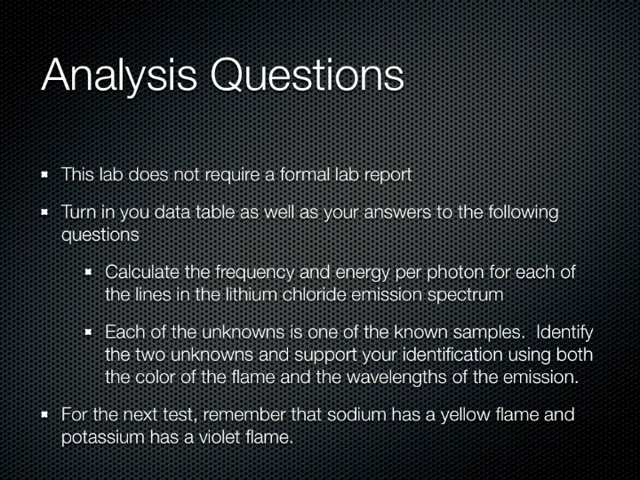 Analysis Questions
This lab does not require a formal lab report
Turn in you data table as well as your answers to the following
questions
Calculate the frequency and energy per photon for each of
the lines in the lithium chloride emission spectrum
Each of the unknowns is one of the known samples.  Identify
the two unknowns and support your identification using both
the color of the flame and the wavelengths of the emission.
For the next test, remember that sodium has a yellow flame and
potassium has a violet flame.